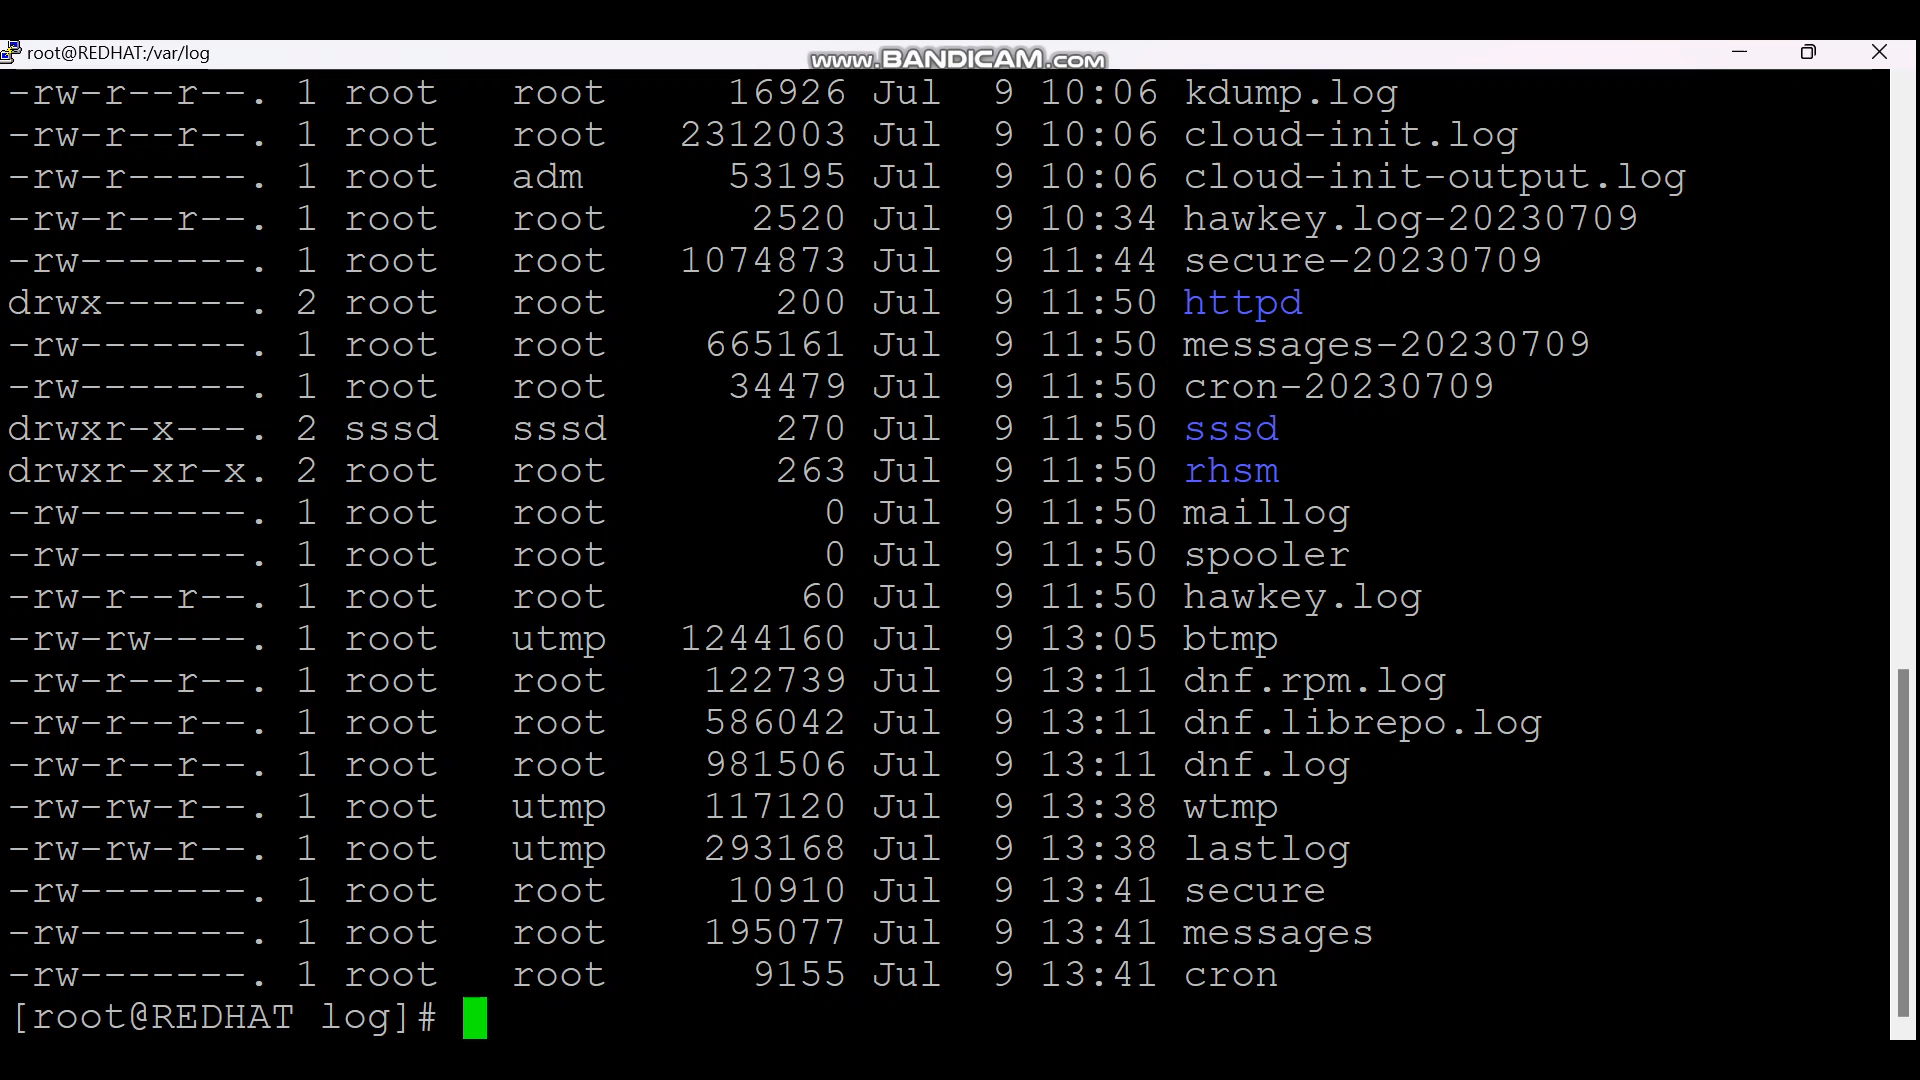 root@REDHAT:/var/log
www.BANDICAM.com
-rw-r--r--. 1 root   root     16926 Jul  9 10:06 kdump.log
-rw-r--r--. 1 root   root   2312003 Jul  9 10:06 cloud-init.log
-rw-r-----. 1 root   adm      53195 Jul  9 10:06 cloud-init-output.log
-rw-r--r--. 1 root   root      2520 Jul  9 10:34 hawkey.log-20230709
-rw-------. 1 root   root   1074873 Jul  9 11:44 secure-20230709
drwx------. 2 root   root       200 Jul  9 11:50 httpd
-rw-------. 1 root   root    665161 Jul  9 11:50 messages-20230709
-rw-------. 1 root   root     34479 Jul  9 11:50 cron-20230709
drwxr-x---. 2 sssd   sssd       270 Jul  9 11:50 sssd
drwxr-xr-x. 2 root   root       263 Jul  9 11:50 rhsm
-rw-------. 1 root   root         0 Jul  9 11:50 maillog
-rw-------. 1 root   root         0 Jul  9 11:50 spooler
-rw-r--r--. 1 root   root        60 Jul  9 11:50 hawkey.log
-rw-rw----. 1 root   utmp   1244160 Jul  9 13:05 btmp
-rw-r--r--. 1 root   root    122739 Jul  9 13:11 dnf.rpm.log
-rw-r--r--. 1 root   root    586042 Jul  9 13:11 dnf.librepo.log
-rw-r--r--. 1 root   root    981506 Jul  9 13:11 dnf.log
-rw-rw-r--. 1 root   utmp    117120 Jul  9 13:38 wtmp
-rw-rw-r--. 1 root   utmp    293168 Jul  9 13:38 lastlog
-rw-------. 1 root   root     10910 Jul  9 13:41 secure
-rw-------. 1 root   root    195077 Jul  9 13:41 messages
-rw-------. 1 root   root      9155 Jul  9 13:41 cron
[root@REDHAT log]#